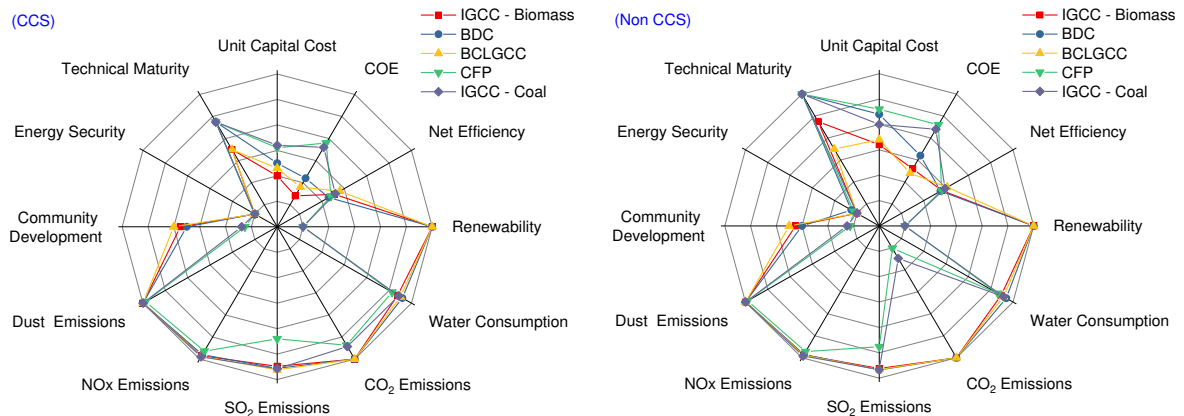 (CCS)
IGCC - Biomass
BDC
BCLGCC
CFP
IGCC - Coal
Unit Capital Cost
COE
Net Efficiency
Renewability
Water Consumption
CO₂ Emissions
SO₂ Emissions
NOx Emissions
Dust Emissions
Community
Development
Energy Security
Technical Maturity
(Non CCS)
IGCC - Biomass
BDC
BCLGCC
CFP
IGCC - Coal
Unit Capital Cost
COE
Net Efficiency
Renewability
Water Consumption
CO₂ Emissions
SO₂ Emissions
NOx Emissions
Dust Emissions
Community
Development
Energy Security
Technical Maturity